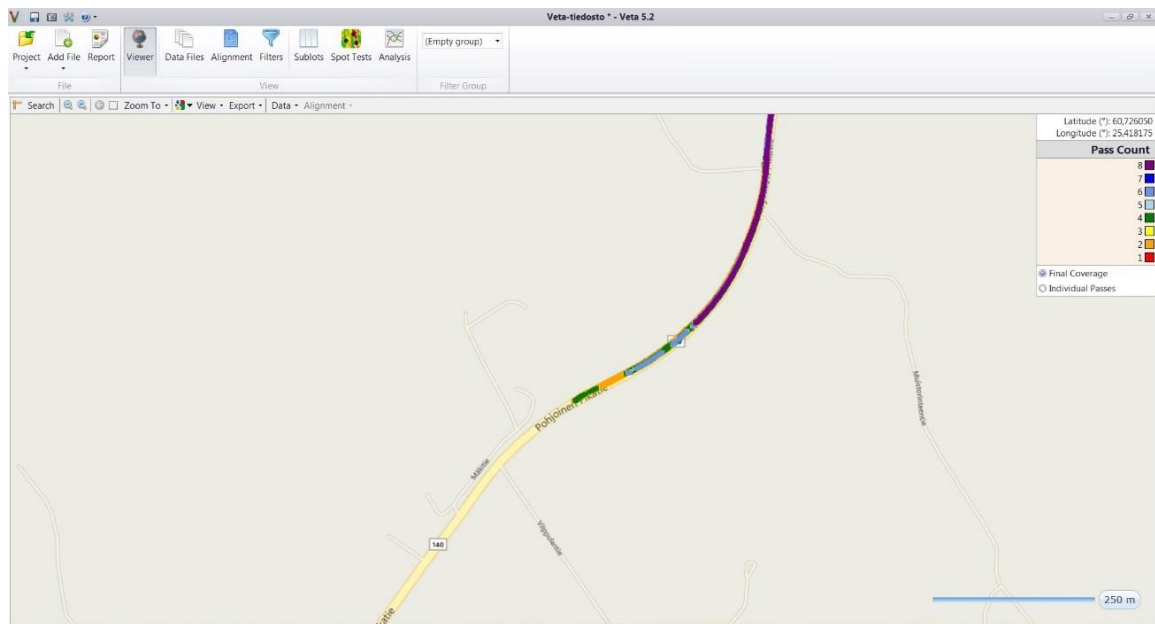 Veta-tiedosto * - Veta 5.2
Project Add File Report Viewer Data Files Alignment Filters Sublots Spot Tests Analysis
(Empty group)
File View Filter Group
Search Zoom To View Export Data Alignment
Latitude (°): 60,726050
Longitude (°): 25,418175
Pass Count
8
7
6
5
4
3
2
1
Final Coverage
Individual Passes
Muistorinteentie
Pohjoinen
Mäkitie
Vilppolantie
140
250 m